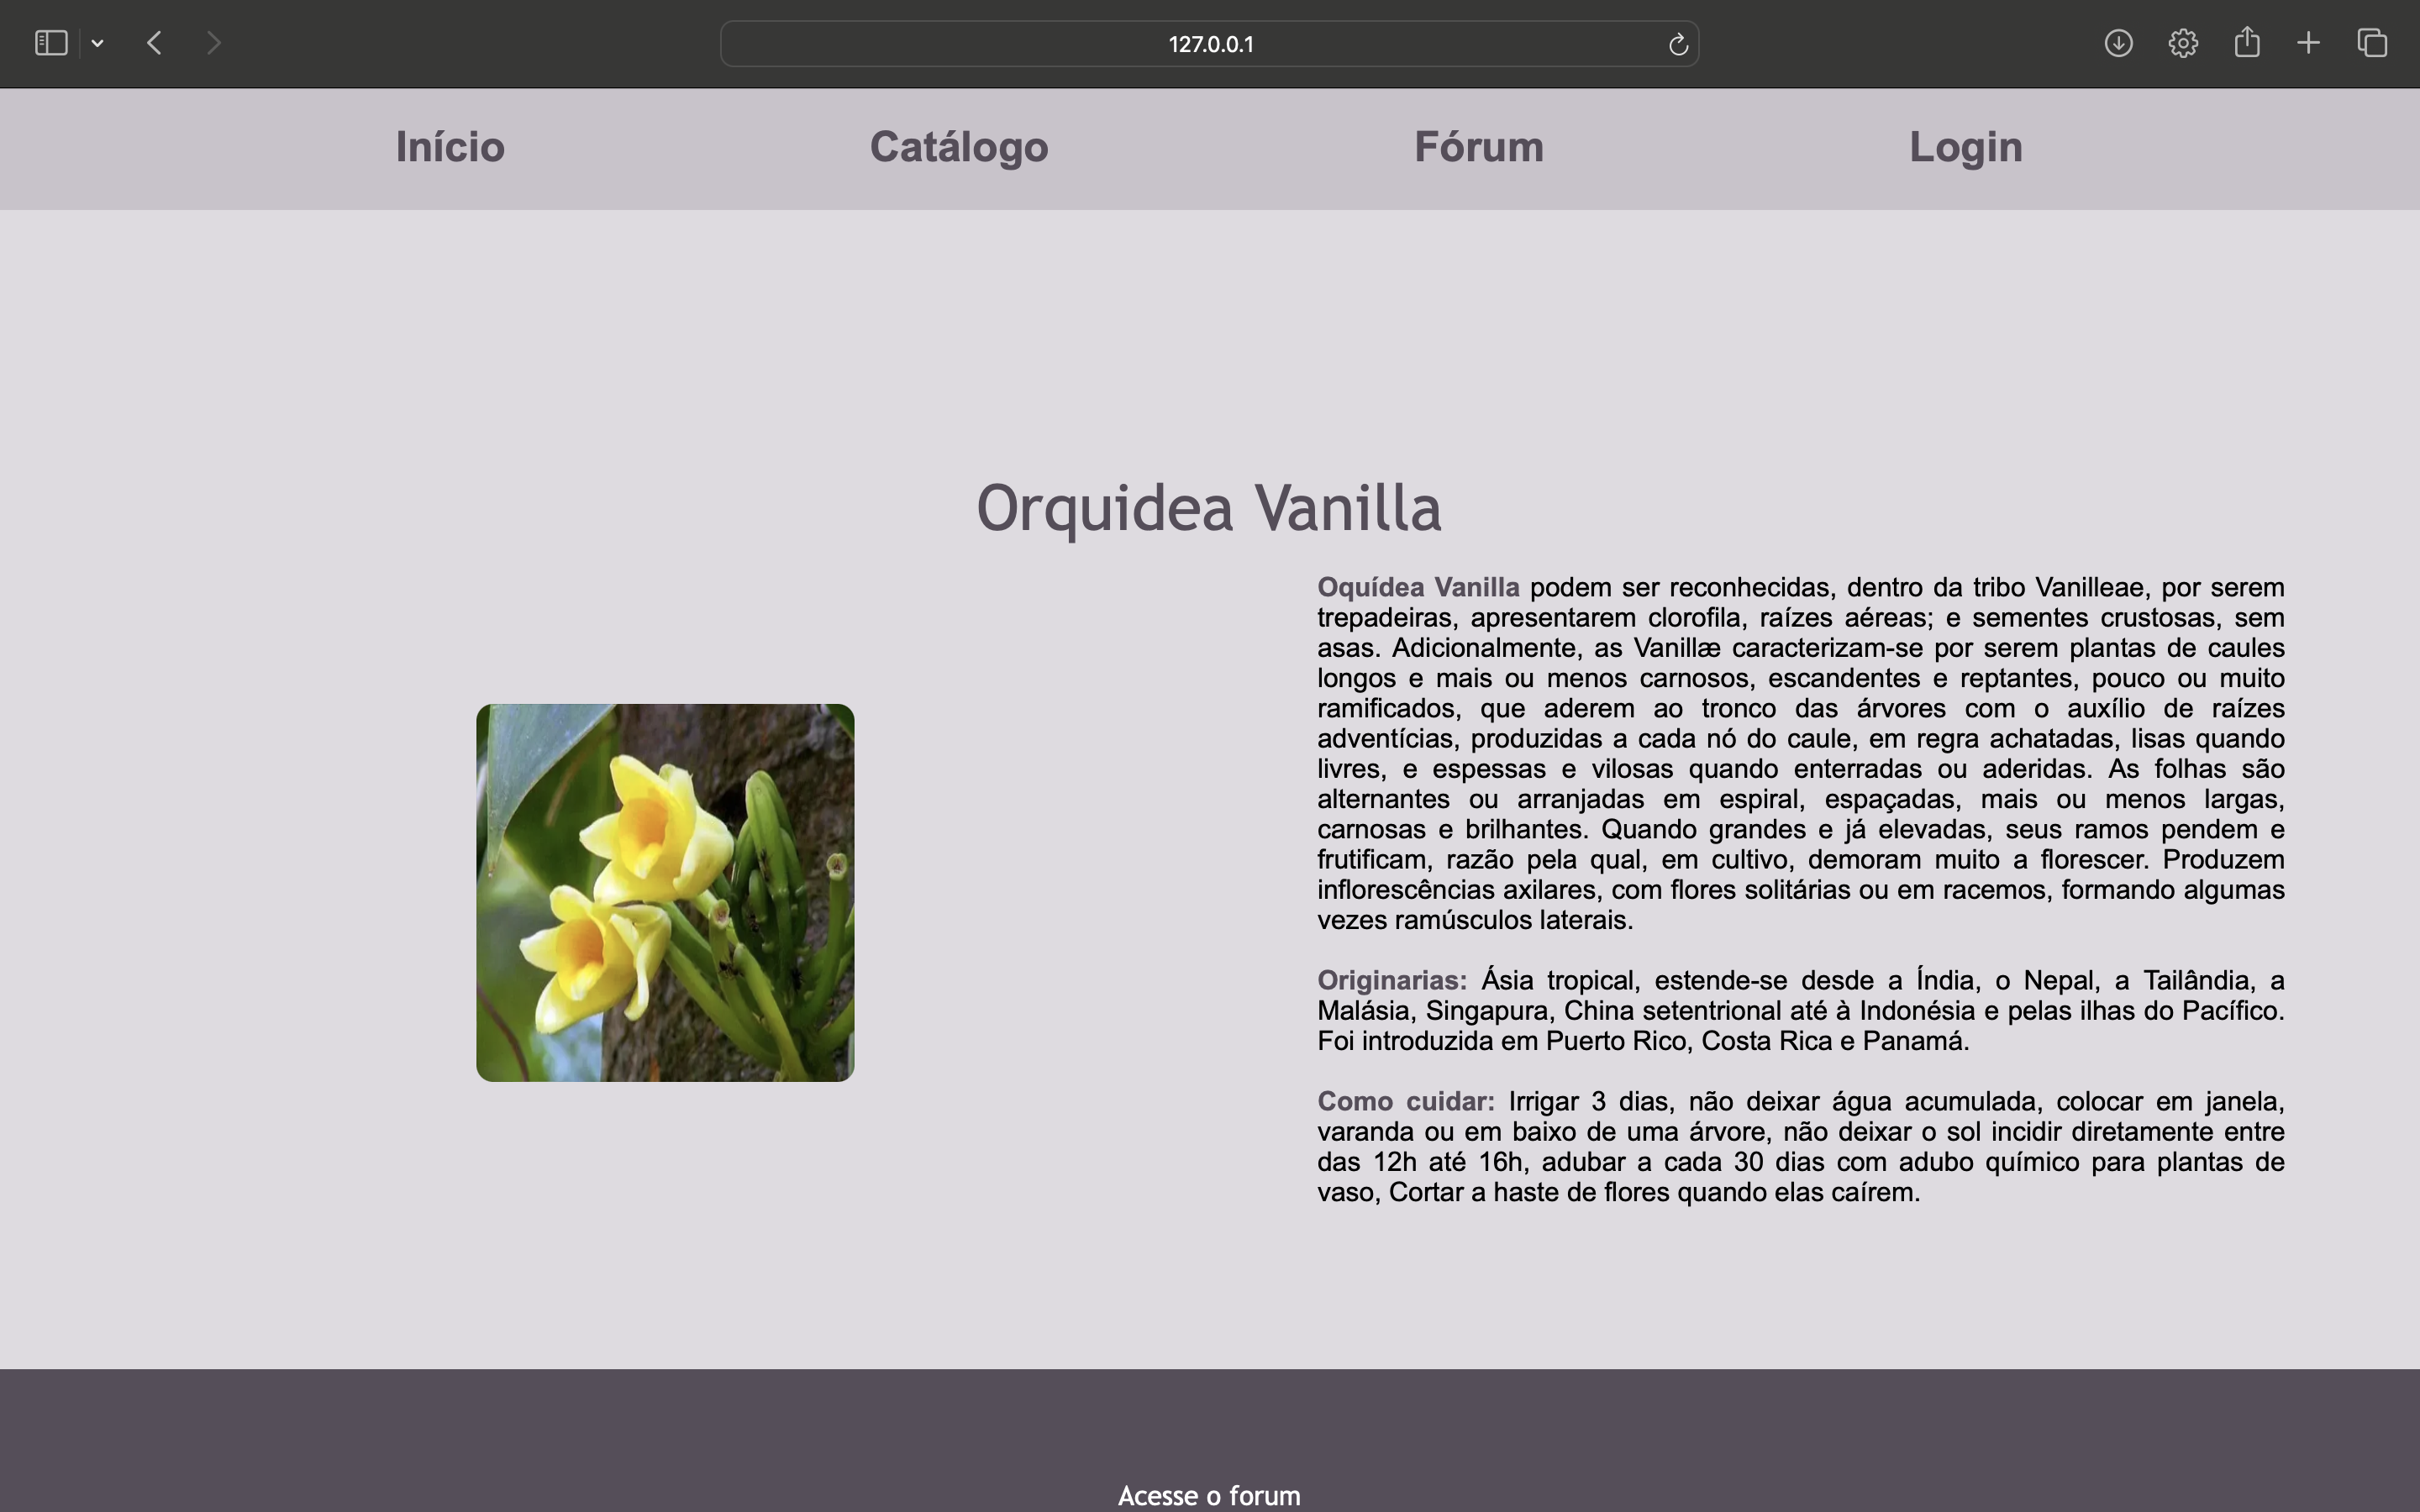 127.0.0.1
Início Catálogo Fórum Login
Orquidea Vanilla
Oquídea Vanilla podem ser reconhecidas, dentro da tribo Vanilleae, por serem
trepadeiras, apresentarem clorofila, raízes aéreas; e sementes crustosas, sem
asas. Adicionalmente, as Vanillæ caracterizam-se por serem plantas de caules
longos e mais ou menos carnosos, escandentes e reptantes, pouco ou muito
ramificados, que aderem ao tronco das árvores com o auxílio de raízes
adventícias, produzidas a cada nó do caule, em regra achatadas, lisas quando
livres, e espessas e vilosas quando enterradas ou aderidas. As folhas são
alternantes ou arranjadas em espiral, espaçadas, mais ou menos largas,
carnosas e brilhantes. Quando grandes e já elevadas, seus ramos pendem e
frutificam, razão pela qual, em cultivo, demoram muito a florescer. Produzem
inflorescências axilares, com flores solitárias ou em racemos, formando algumas
vezes ramúsculos laterais.
Originarias: Ásia tropical, estende-se desde a Índia, o Nepal, a Tailândia, a
Malásia, Singapura, China setentrional até à Indonésia e pelas ilhas do Pacífico.
Foi introduzida em Puerto Rico, Costa Rica e Panamá.
Como cuidar: Irrigar 3 dias, não deixar água acumulada, colocar em janela,
varanda ou em baixo de uma árvore, não deixar o sol incidir diretamente entre
das 12h até 16h, adubar a cada 30 dias com adubo químico para plantas de
vaso, Cortar a haste de flores quando elas caírem.
Acesse o forum